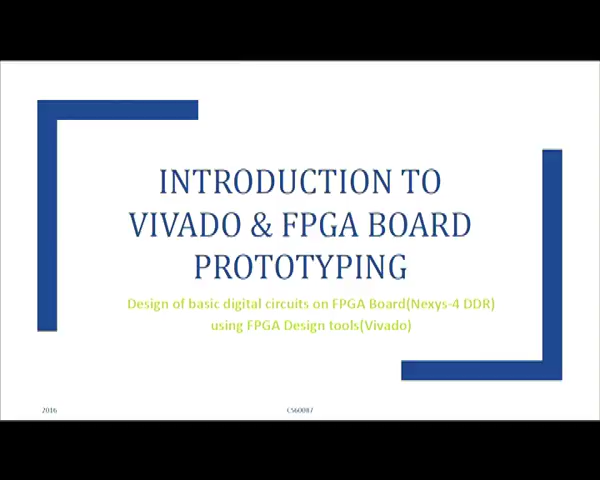 INTRODUCTION TO
VIVADO & FPGA BOARD
PROTOTYPING
Design of basic digital circuits on FPGA Board(Nexys-4 DDR)
using FPGA Design tools(Vivado)
2016
CS60087